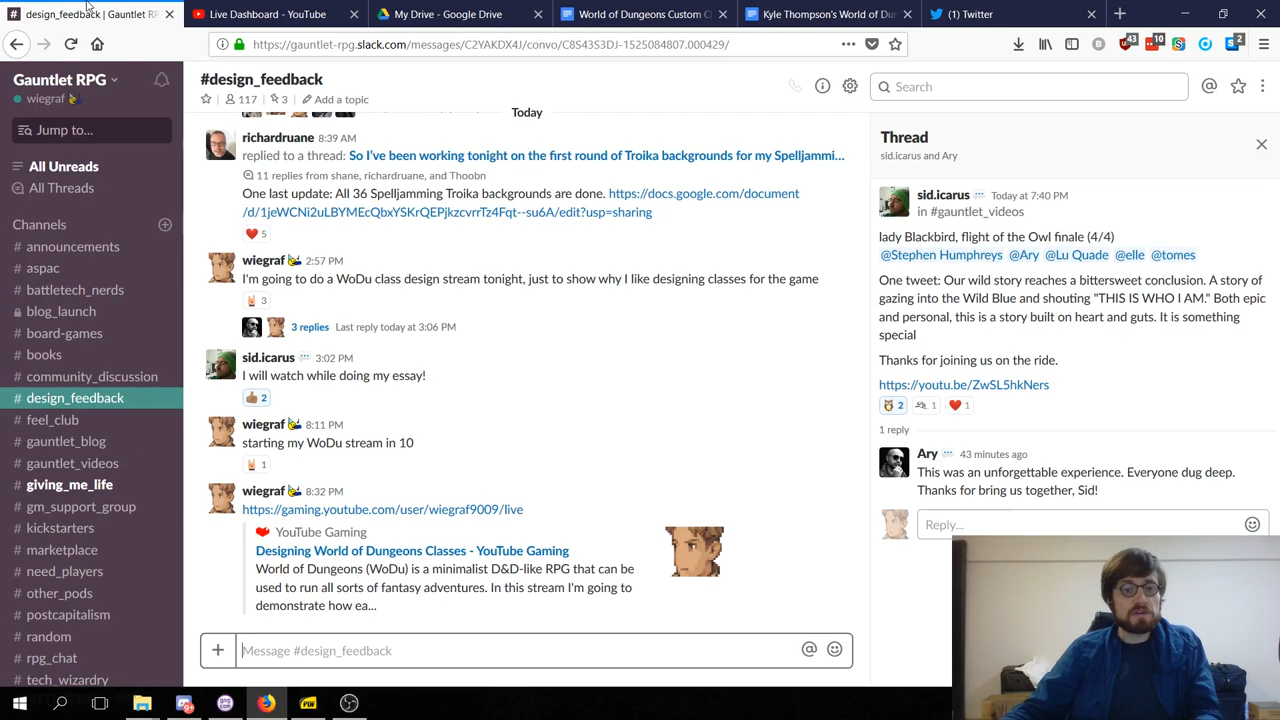 design_feedback | Gauntlet RP
Live Dashboard - YouTube
My Drive - Google Drive
World of Dungeons Custom C
Kyle Thompson's World of Du
(1) Twitter
https://gauntlet-rpg.slack.com/messages/C2YAKDX4J/convo/C8S43S3DJ-1525084807.000429/
43
10
2
Gauntlet RPG
wiegraf
Jump to...
All Unreads
All Threads
Channels
# announcements
# aspac
# battletech_nerds
blog_launch
# board-games
# books
# community_discussion
# design_feedback
# feel_club
# gauntlet_blog
# gauntlet_videos
# giving_me_life
# gm_support_group
# kickstarters
# marketplace
# need_players
# other_pods
# postcapitalism
# random
# rpg_chat
# tech_wizardry
#design_feedback
117
3
Add a topic
Search
Today
richardruane 8:39 AM
replied to a thread: So I've been working tonight on the first round of Troika backgrounds for my Spelljammi...
11 replies from shane, richardruane, and Thoobn
One last update: All 36 Spelljamming Troika backgrounds are done. https://docs.google.com/document
/d/1jeWCNi2uLBYMEcQbxYSKrQEPjkzcvrrTz4Fqt--su6A/edit?usp=sharing
5
wiegraf 2:57 PM
I'm going to do a WoDu class design stream tonight, just to show why I like designing classes for the game
3
3 replies Last reply today at 3:06 PM
sid.icarus 3:02 PM
I will watch while doing my essay!
2
wiegraf 8:11 PM
starting my WoDu stream in 10
1
wiegraf 8:32 PM
https://gaming.youtube.com/user/wiegraf9009/live
YouTube Gaming
Designing World of Dungeons Classes - YouTube Gaming
World of Dungeons (WoDu) is a minimalist D&D-like RPG that can be
used to run all sorts of fantasy adventures. In this stream I'm going to
demonstrate how ea...
Message #design_feedback
Thread
sid.icarus and Ary
sid.icarus Today at 7:40 PM
in #gauntlet_videos
lady Blackbird, flight of the Owl finale (4/4)
@Stephen Humphreys @Ary @Lu Quade @elle @tomes
One tweet: Our wild story reaches a bittersweet conclusion. A story of
gazing into the Wild Blue and shouting "THIS IS WHO I AM." Both epic
and personal, this is a story built on heart and guts. It is something
special
Thanks for joining us on the ride.
https://youtu.be/ZwSL5hkNers
2
1
1
1 reply
Ary 43 minutes ago
This was an unforgettable experience. Everyone dug deep.
Thanks for bring us together, Sid!
Reply...